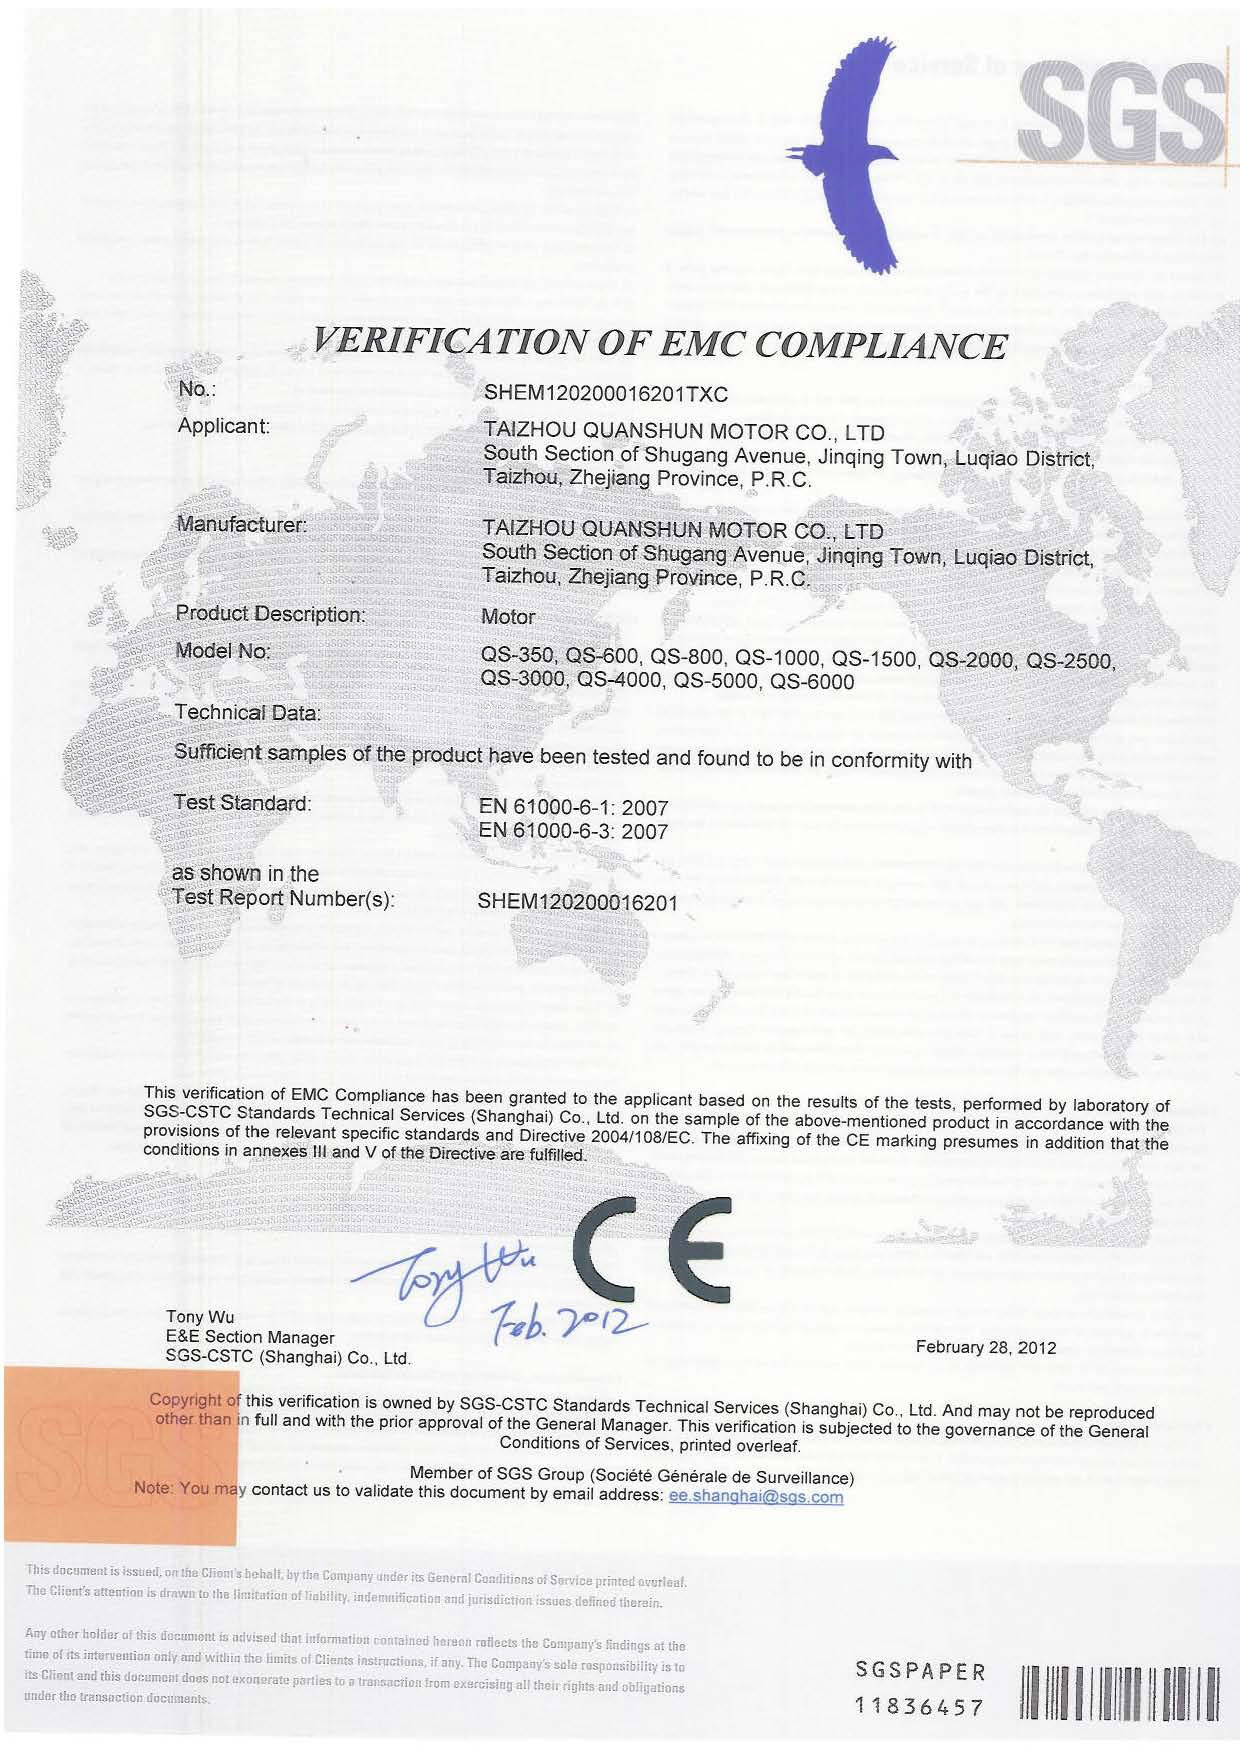 SGS
VERIFICATION OF EMC COMPLIANCE
No.: SHEM120200016201TXC
Applicant: TAIZHOU QUANSHUN MOTOR CO., LTD
South Section of Shugang Avenue, Jinqing Town, Luqiao District,
Taizhou, Zhejiang Province, P.R.C.
Manufacturer: TAIZHOU QUANSHUN MOTOR CO., LTD
South Section of Shugang Avenue, Jinqing Town, Luqiao District,
Taizhou, Zhejiang Province, P.R.C.
Product Description: Motor
Model No: QS-350, QS-600, QS-800, QS-1000, QS-1500, QS-2000, QS-2500,
QS-3000, QS-4000, QS-5000, QS-6000
Technical Data:
Sufficient samples of the product have been tested and found to be in conformity with
Test Standard: EN 61000-6-1: 2007
EN 61000-6-3: 2007
as shown in the
Test Report Number(s): SHEM120200016201
This verification of EMC Compliance has been granted to the applicant based on the results of the tests, performed by laboratory of
SGS-CSTC Standards Technical Services (Shanghai) Co., Ltd. on the sample of the above-mentioned product in accordance with the
provisions of the relevant specific standards and Directive 2004/108/EC. The affixing of the CE marking presumes in addition that the
conditions in annexes III and V of the Directive are fulfilled.
CE
Tony Wu
Feb. 2012
Tony Wu
E&E Section Manager
SGS-CSTC (Shanghai) Co., Ltd.
February 28, 2012
Copyright of this verification is owned by SGS-CSTC Standards Technical Services (Shanghai) Co., Ltd. And may not be reproduced
other than in full and with the prior approval of the General Manager. This verification is subjected to the governance of the General
Conditions of Services, printed overleaf.
Member of SGS Group (Société Générale de Surveillance)
Note: You may contact us to validate this document by email address: ee.shanghai@sgs.com
SGS
This document is issued, on the Client's behalf, by the Company under its General Conditions of Service printed overleaf.
The Client's attention is drawn to the limitation of liability, indemnification and jurisdiction issues defined therein.
Any other holder of this document is advised that information contained hereon reflects the Company's findings at the
time of its intervention only and within the limits of Clients instructions, if any. The Company's sole responsibility is to
its Client and this document does not exonerate parties to a transaction from exercising all their rights and obligations
under the transaction documents.
SGSPAPER
11836457